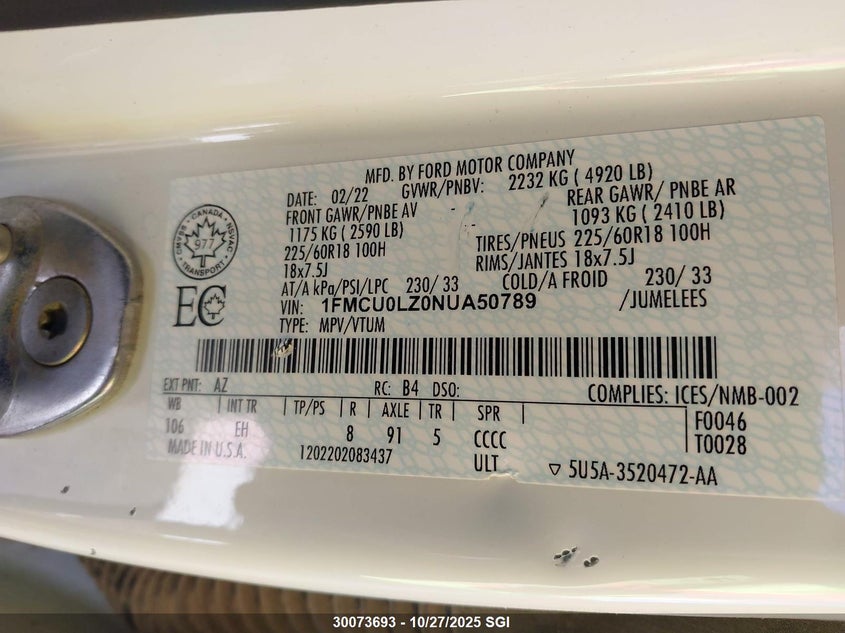 MFD. BY FORD MOTOR COMPANY
DATE: 02/22 GVWR/PNBV: 2232 KG ( 4920 LB)
FRONT GAWR/PNBE AV REAR GAWR/ PNBE AR
1175 KG ( 2590 LB) 1093 KG ( 2410 LB)
225/60R18 100H TIRES/PNEUS 225/60R18 100H
18x7.5J RIMS/JANTES 18x7.5J
AT/A kPa/PSI/LPC 230/ 33 COLD/A FROID 230/ 33
VIN: 1FMCU0LZ0NUA50789 /JUMELEES
TYPE: MPV/VTUM
CANADA
CMVSS NSVAC
977
TRANSPORT
EC
EXT PNT: AZ RC: B4 DSO: COMPLIES: ICES/NMB-002
WB INT TR TP/PS R AXLE TR SPR F0046
106 EH 8 91 5 CCCC T0028
MADE IN U.S.A. 1202202083437 ULT ▽ 5U5A-3520472-AA
30073693 - 10/27/2025 SGI